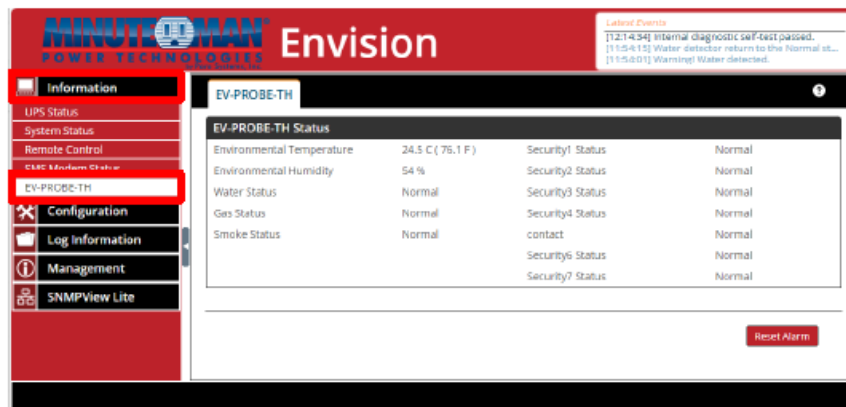 MINUTEMAN
POWER TECHNOLOGIES
Envision
Latest Events
[12:14:34] Internal diagnostic self-test passed.
[11:54:15] Water detector return to the Normal st...
[11:54:01] Warning! Water detected.
Information
UPS Status
System Status
Remote Control
SMS Modem Status
EV-PROBE-TH
Configuration
Log Information
Management
SNMPView Lite
EV-PROBE-TH
EV-PROBE-TH Status
Environmental Temperature 24.5 C ( 76.1 F ) Security1 Status Normal
Environmental Humidity 54 % Security2 Status Normal
Water Status Normal Security3 Status Normal
Gas Status Normal Security4 Status Normal
Smoke Status Normal contact Normal
Security6 Status Normal
Security7 Status Normal
Reset Alarm